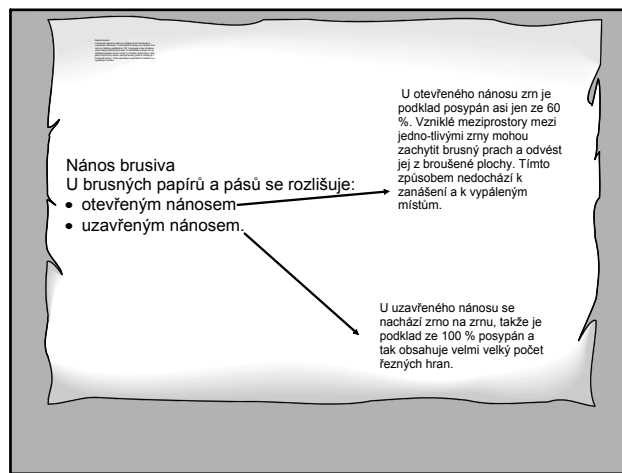 Nános brusiva
U brusných papírů a pásů se rozlišuje:
• otevřeným nánosem
• uzavřeným nánosem.
U otevřeného nánosu zrn je
podklad posypán asi jen ze 60
%. Vzniklé meziprostory mezi
jedno-tlivými zrny mohou
zachytit brusný prach a odvést
jej z broušené plochy. Tímto
způsobem nedochází k
zanášení a k vypáleným
místům.
U uzavřeného nánosu se
nachází zrno na zrnu, takže je
podklad ze 100 % posypán a
tak obsahuje velmi velký počet
řezných hran.